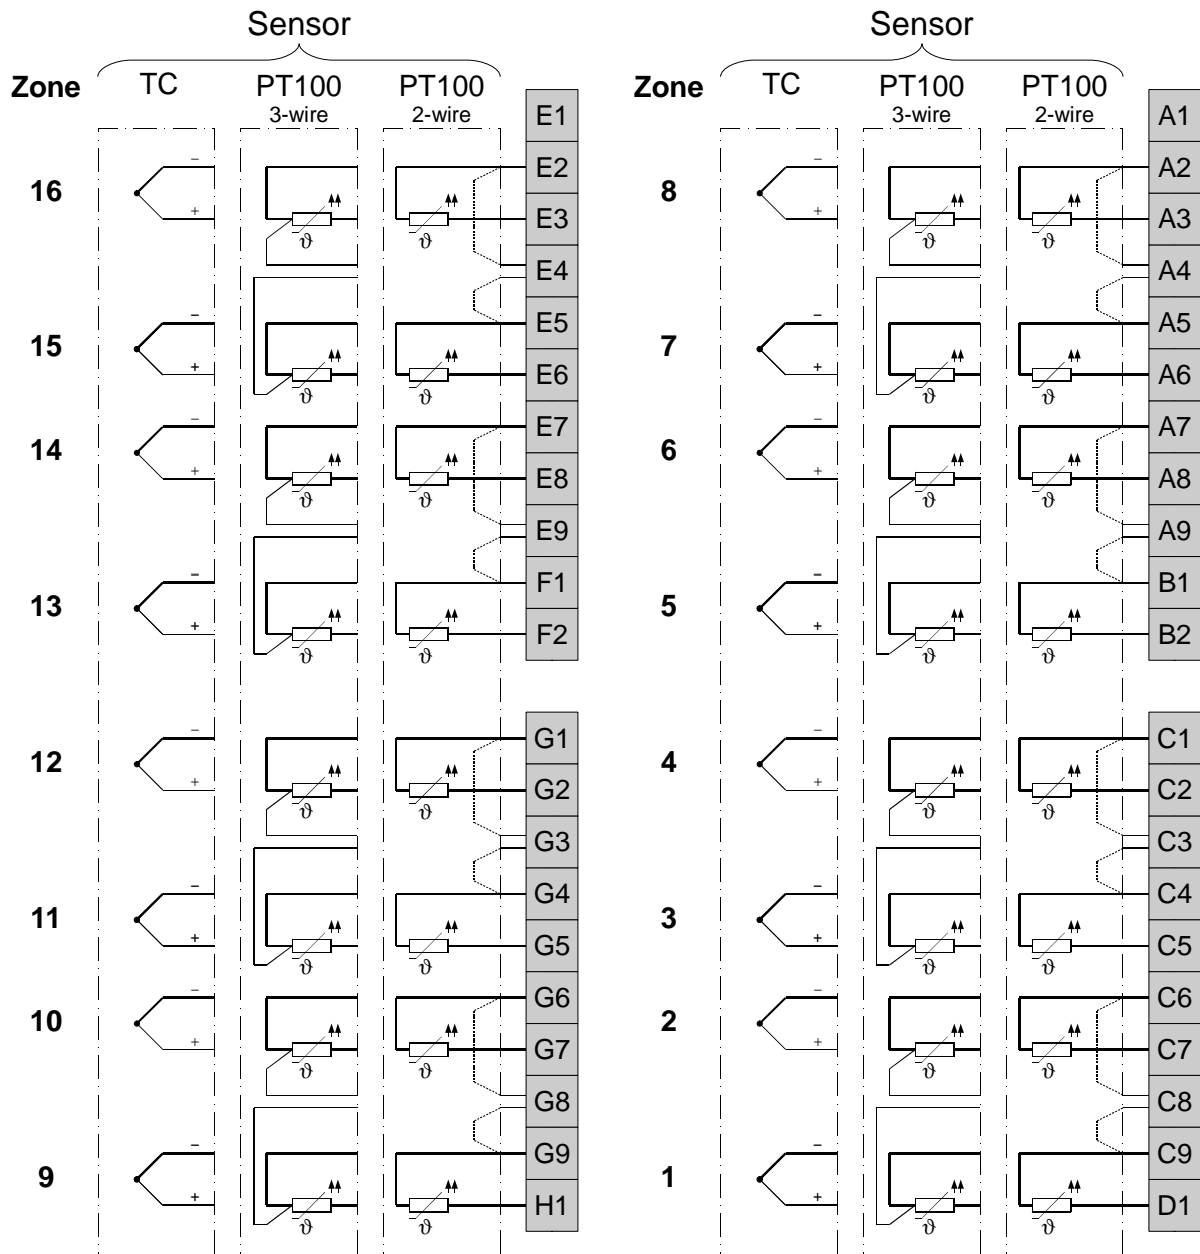 Sensor
Zone TC PT100 PT100
3-wire 2-wire
E1
− E2
16
+ ϑ ϑ E3
E4
− E5
15
+ ϑ ϑ E6
− E7
14
+ ϑ ϑ E8
E9
− F1
13
+ ϑ ϑ F2
− G1
12
+ ϑ ϑ G2
G3
− G4
11
+ ϑ ϑ G5
− G6
10
+ ϑ ϑ G7
G8
− G9
9
+ ϑ ϑ H1
Sensor
Zone TC PT100 PT100
3-wire 2-wire
A1
− A2
8
+ ϑ ϑ A3
A4
− A5
7
+ ϑ ϑ A6
− A7
6
+ ϑ ϑ A8
A9
− B1
5
+ ϑ ϑ B2
− C1
4
+ ϑ ϑ C2
C3
− C4
3
+ ϑ ϑ C5
− C6
2
+ ϑ ϑ C7
C8
− C9
1
+ ϑ ϑ D1